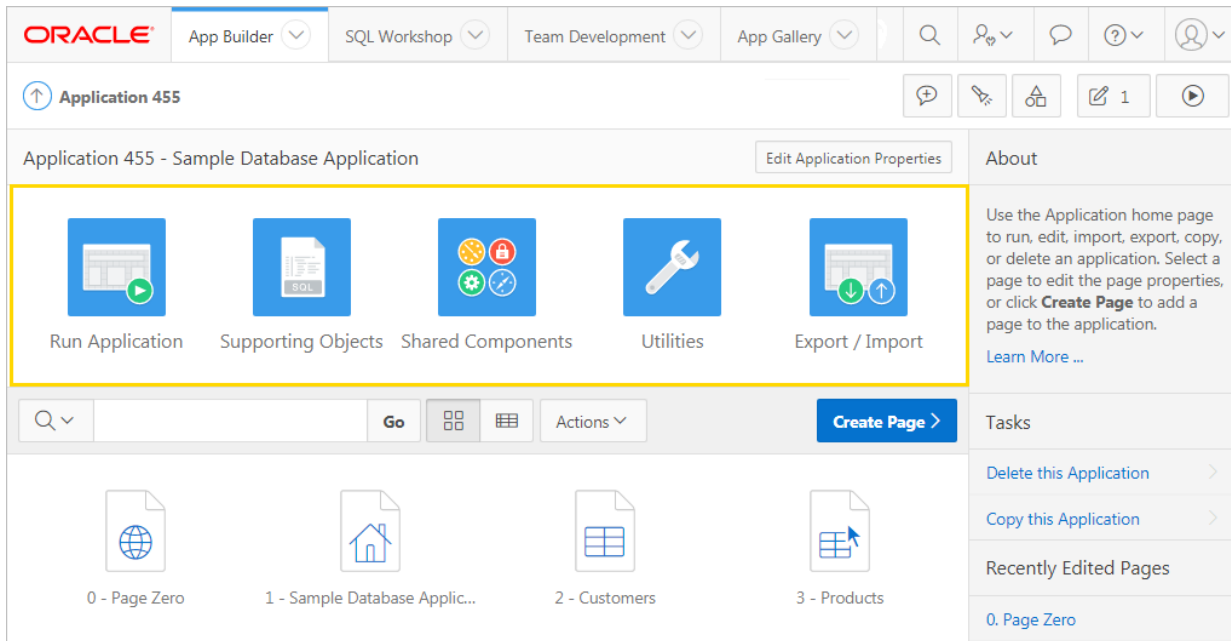 ORACLE
App Builder
SQL Workshop
Team Development
App Gallery
Application 455
1
Application 455 - Sample Database Application
Edit Application Properties
About
Use the Application home page
to run, edit, import, export, copy,
or delete an application. Select a
page to edit the page properties,
or click Create Page to add a
page to the application.
Learn More ...
SQL
Run Application
Supporting Objects
Shared Components
Utilities
Export / Import
Go
Actions
Create Page
Tasks
Delete this Application
Copy this Application
Recently Edited Pages
0. Page Zero
0 - Page Zero
1 - Sample Database Applic...
2 - Customers
3 - Products